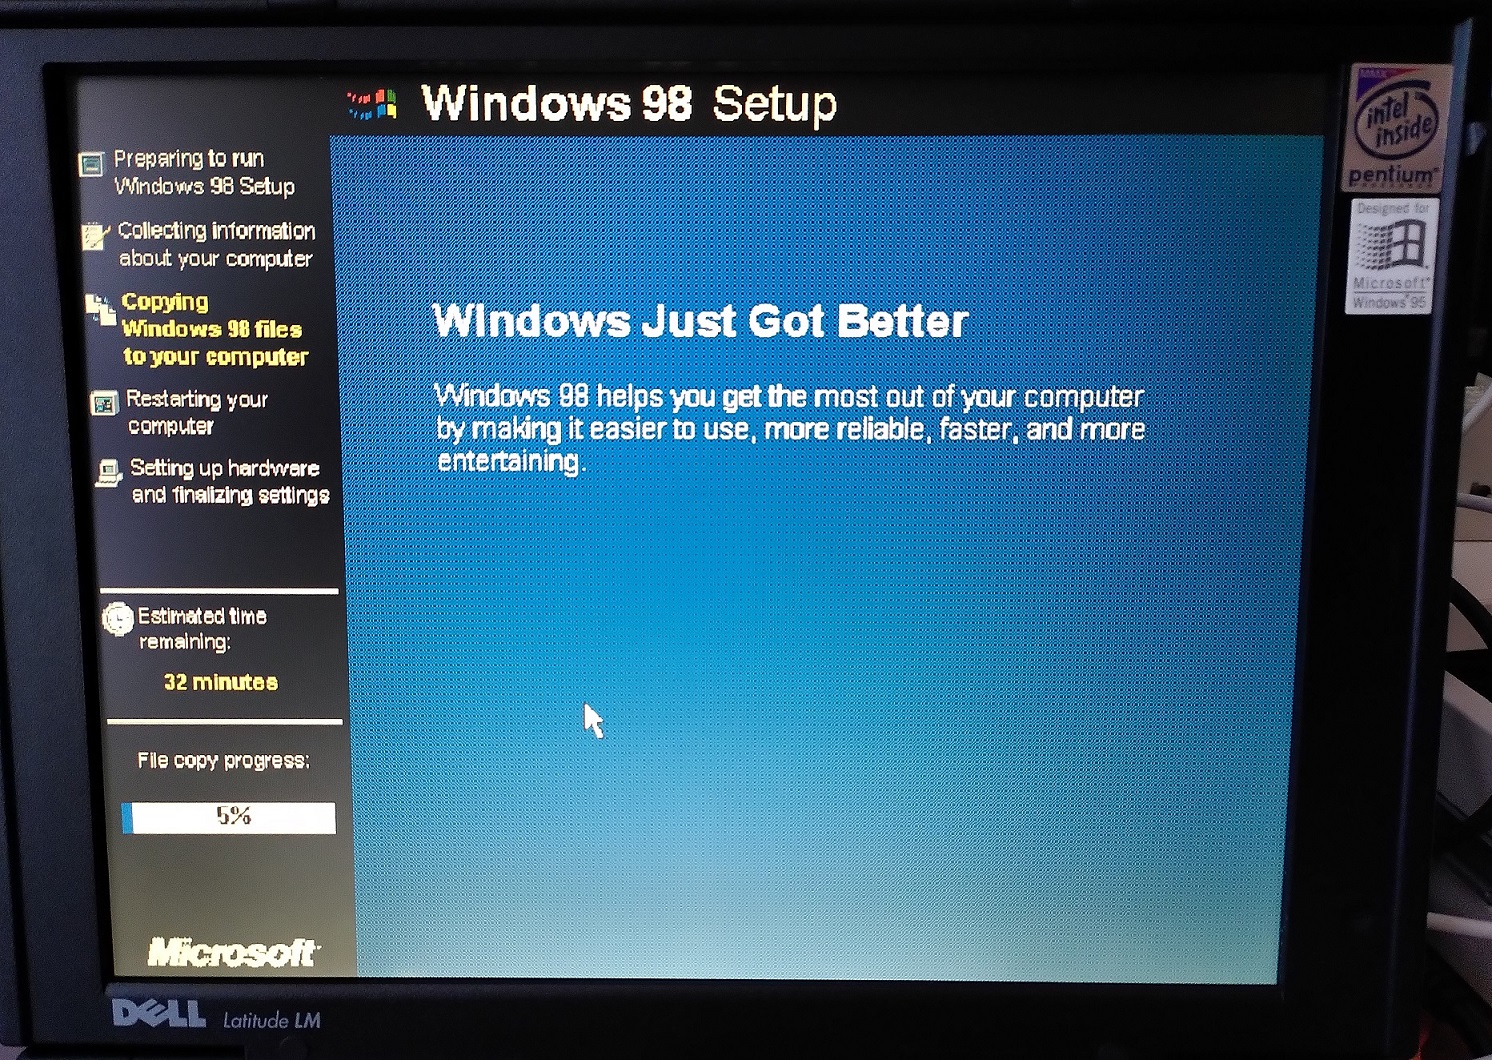 Windows 98 Setup
Preparing to run
Windows 98 Setup
Collecting information
about your computer
Copying
Windows 98 files
to your computer
Restarting your
computer
Setting up hardware
and finalizing settings
Estimated time
remaining:
32 minutes
File copy progress:
5%
Microsoft
Windows Just Got Better
Windows 98 helps you get the most out of your computer
by making it easier to use, more reliable, faster, and more
entertaining.
MMX
intel
inside
pentium
Designed for
Microsoft
Windows 95
DELL Latitude LM